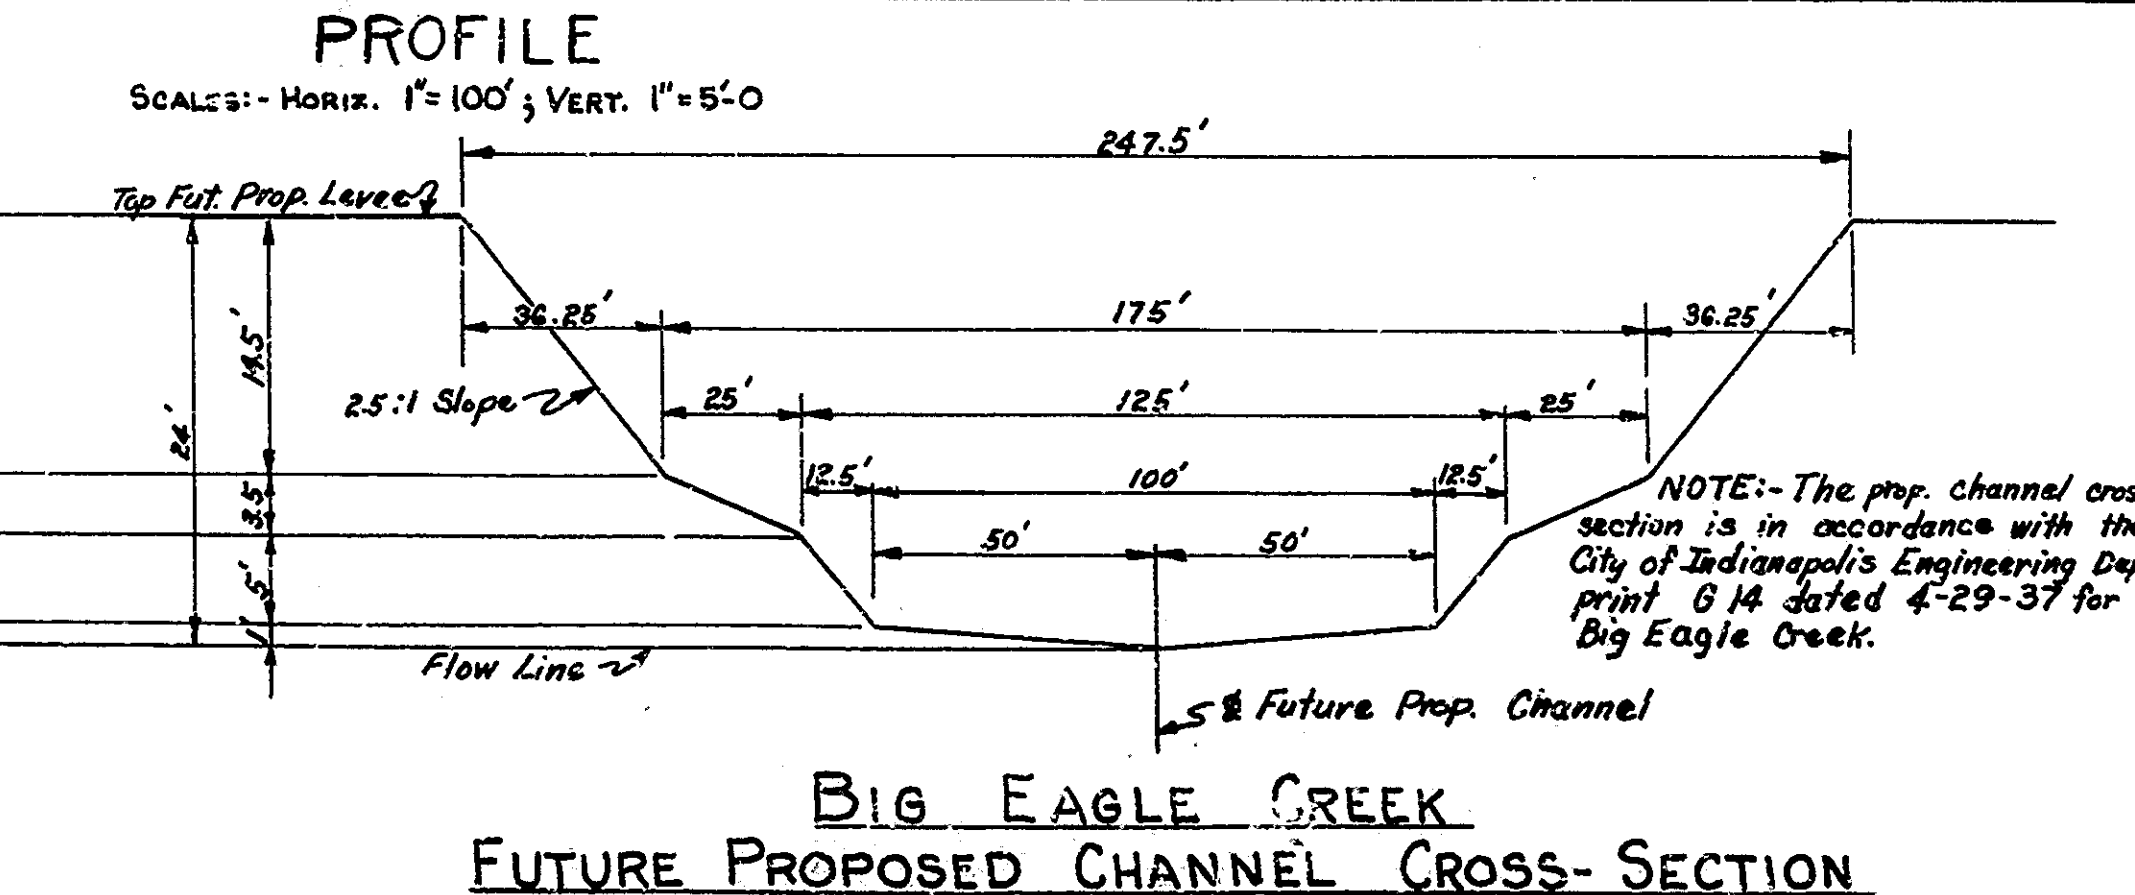 PROFILE
SCALES:- HORIZ. 1"=100' ; VERT. 1"=5'-0
247.5'
Top Fut. Prop. Levee
36.25'
175'
36.25'
14.5'
2.5:1 Slope
25'
125'
25'
24'
12.5'
100'
12.5'
3.5'
50'
50'
5'
1'
NOTE:- The prop. channel cros
section is in accordance with the
City of Indianapolis Engineering Dep
print G 14 dated 4-29-37 for
Big Eagle Creek.
Flow Line
℄ Future Prop. Channel
BIG EAGLE CREEK
FUTURE PROPOSED CHANNEL CROSS-SECTION